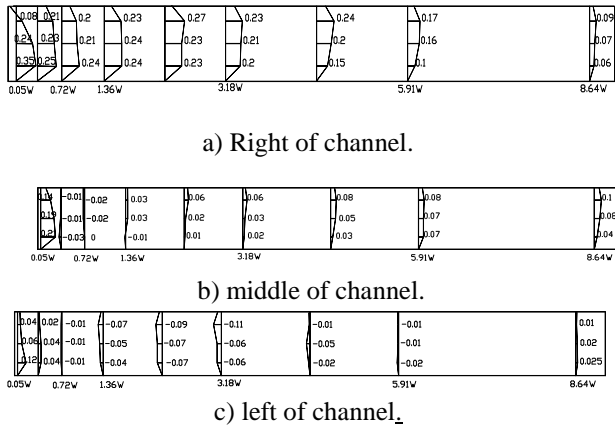 0.08 0.21 0.2 0.23 0.27 0.23 0.24 0.17 0.09
0.24 0.23 0.21 0.24 0.23 0.21 0.2 0.16 0.07
0.35 0.25 0.24 0.24 0.23 0.2 0.15 0.1 0.06
0.05W 0.72W 1.36W 3.18W 5.91W 8.64W
a) Right of channel.
0.14 -0.01 -0.02 0.03 0.06 0.06 0.08 0.08 0.1
0.19 -0.01 -0.02 0.03 0.02 0.03 0.05 0.07 0.08
0.21 -0.03 0 -0.01 0.01 0.02 0.03 0.07 0.04
0.05W 0.72W 1.36W 3.18W 5.91W 8.64W
b) middle of channel.
0.04 0.02 -0.01 -0.07 -0.09 -0.11 -0.01 -0.01 0.01
0.06 0.04 -0.01 -0.05 -0.07 -0.06 -0.05 -0.01 0.02
0.12 0.04 -0.01 -0.04 -0.07 -0.06 -0.02 -0.02 0.025
0.05W 0.72W 1.36W 3.18W 5.91W 8.64W
c) left of channel.